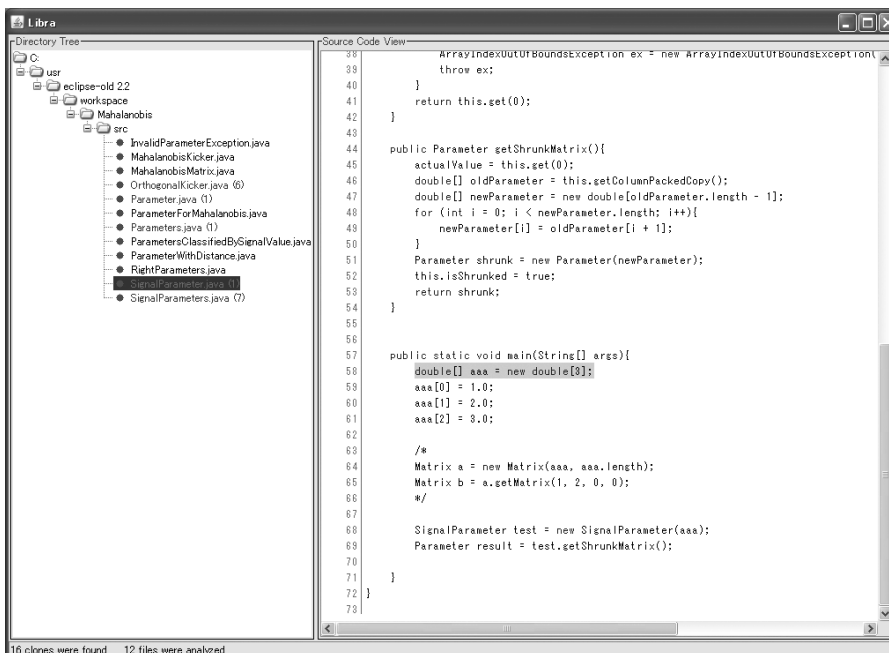 Libra
Directory Tree
C:
usr
eclipse-old 2.2
workspace
Mahalanobis
src
InvalidParameterException.java
MahalanobisKicker.java
MahalanobisMatrix.java
OrthogonalKicker.java (6)
Parameter.java (1)
ParameterForMahalanobis.java
Parameters.java (1)
ParametersClassifiedBySignalValue.java
ParameterWithDistance.java
RightParameters.java
SignalParameter.java (1)
SignalParameters.java (7)
Source Code View
38 ArrayIndexOutOfBoundsException ex = new ArrayIndexOutOfBoundsException(
39 throw ex;
40 }
41 return this.get(0);
42 }
43
44 public Parameter getShrunkMatrix(){
45 actualValue = this.get(0);
46 double[] oldParameter = this.getColumnPackedCopy();
47 double[] newParameter = new double[oldParameter.length - 1];
48 for (int i = 0; i < newParameter.length; i++){
49 newParameter[i] = oldParameter[i + 1];
50 }
51 Parameter shrunk = new Parameter(newParameter);
52 this.isShrunked = true;
53 return shrunk;
54 }
55
56
57 public static void main(String[] args){
58 double[] aaa = new double[3];
59 aaa[0] = 1.0;
60 aaa[1] = 2.0;
61 aaa[2] = 3.0;
62
63 /*
64 Matrix a = new Matrix(aaa, aaa.length);
65 Matrix b = a.getMatrix(1, 2, 0, 0);
66 */
67
68 SignalParameter test = new SignalParameter(aaa);
69 Parameter result = test.getShrunkMatrix();
70
71 }
72 }
73
16 clones were found 12 files were analyzed